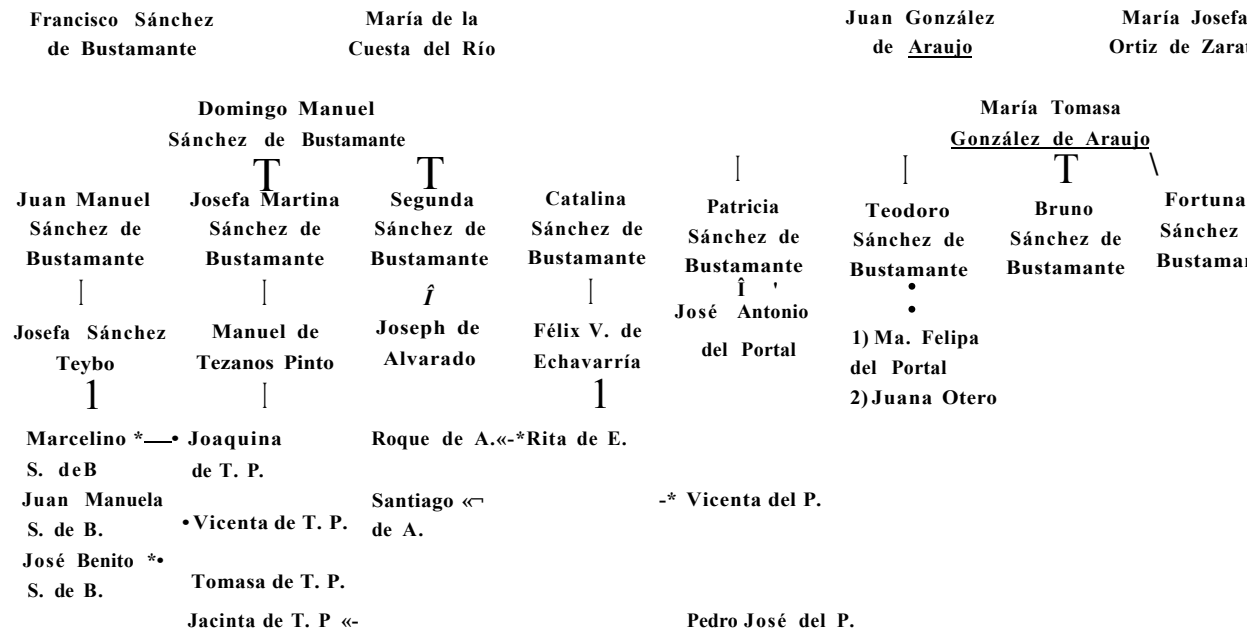 Francisco Sánchez
de Bustamante
María de la
Cuesta del Río
Juan González
de Araujo
María Josefa
Ortiz de
Domingo Manuel
Sánchez de Bustamante
María Tomasa
González de Araujo
Juan Manuel
Sánchez de
Bustamante
Josefa Martina
Sánchez de
Bustamante
Segunda
Sánchez de
Bustamante
Catalina
Sánchez de
Bustamante
Patricia
Sánchez de
Bustamante
Teodoro
Sánchez de
Bustamante
Bruno
Sánchez de
Bustamante
Fortuna
Sánchez
Josefa Sánchez
Teybo
Manuel de
Tezanos Pinto
Joseph de
Alvarado
Félix V. de
Echavarría
José Antonio
del Portal
1) Ma. Felipa
del Portal
2) Juana Otero
Marcelino *—• Joaquina
S. deB
de T. P.
Roque de A.«-*Rita de E.
Juan Manuela
S. de B.
•Vicenta de T. P.
Santiago «¬
de A.
-* Vicenta del P.
José Benito *•
S. de B.
Tomasa de T. P.
Jacinta de T. P «-
Pedro José del P.